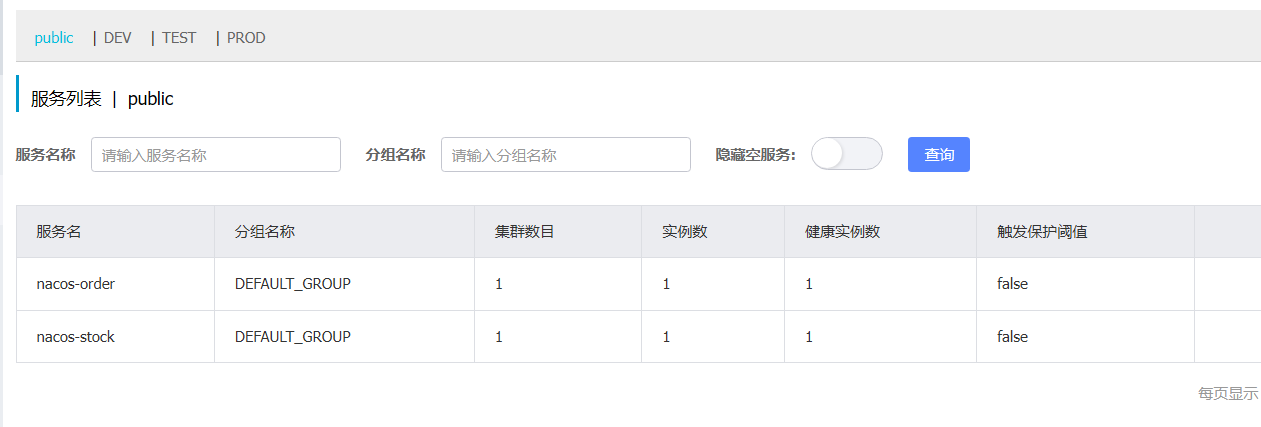 public | DEV | TEST | PROD
服务列表 | public
服务名称 请输入服务名称 分组名称 请输入分组名称 隐藏空服务: 查询
服务名 分组名称 集群数目 实例数 健康实例数 触发保护阈值
nacos-order DEFAULT_GROUP 1 1 1 false
nacos-stock DEFAULT_GROUP 1 1 1 false
每页显示